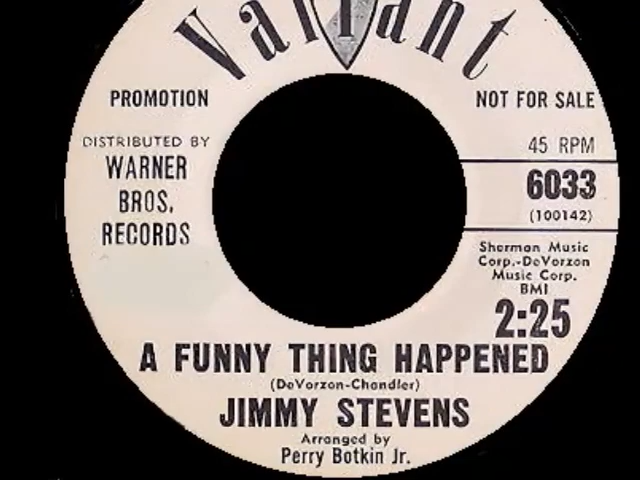 Valiant
PROMOTION
NOT FOR SALE
DISTRIBUTED BY
WARNER
BROS.
RECORDS
45 RPM
6033
(100142)
Sherman Music
Corp.-DeVorzon
Music Corp.
BMI
2:25
A FUNNY THING HAPPENED
(DeVorzon-Chandler)
JIMMY STEVENS
Arranged by
Perry Botkin Jr.